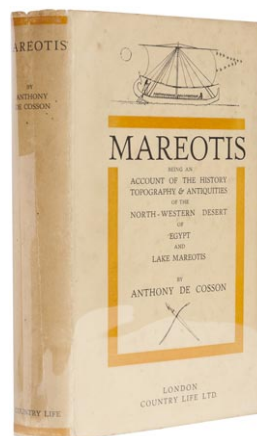 MAREOTIS
BY
ANTHONY
DE COSSON
COUNTRY LIFE
MAREOTIS
BEING AN
ACCOUNT OF THE HISTORY
TOPOGRAPHY & ANTIQUITIES
OF THE
NORTH-WESTERN DESERT
OF
EGYPT
AND
LAKE MAREOTIS
BY
ANTHONY DE COSSON
LONDON
COUNTRY LIFE LTD